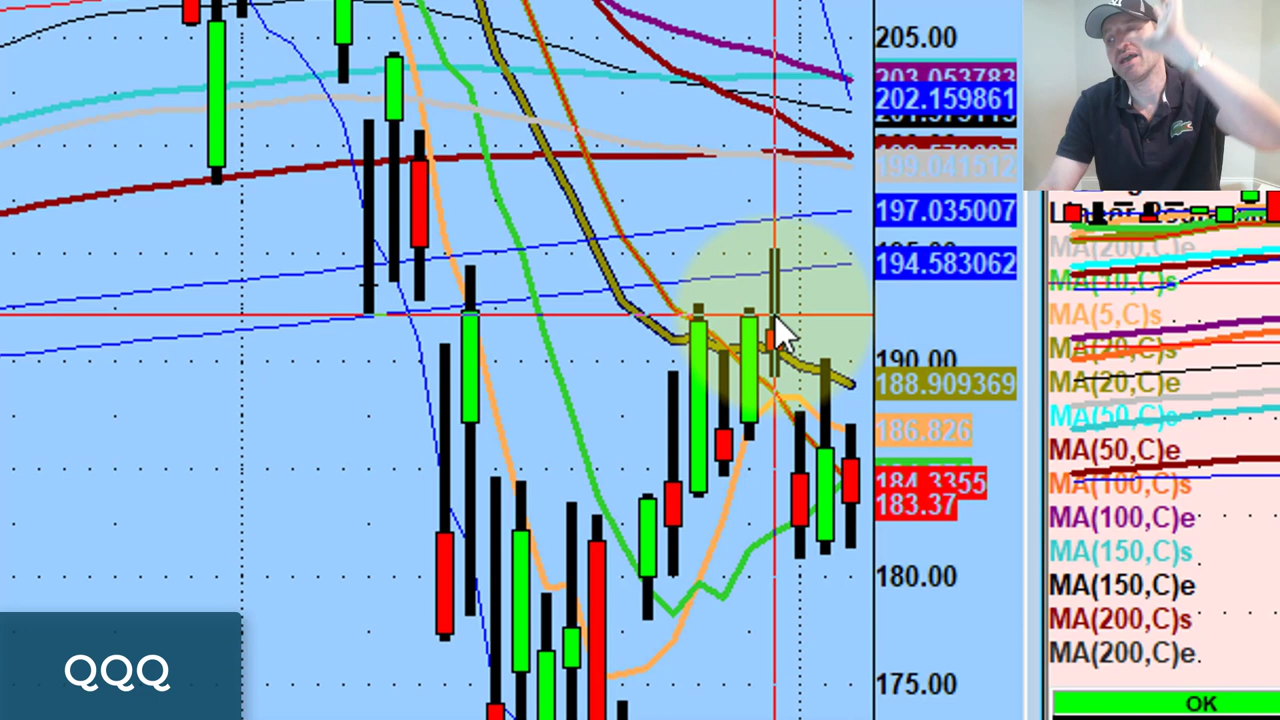 205.00
203.053783
202.159861
199.041512
197.035007
194.583062
190.00
188.909369
186.826
184.3355
183.37
180.00
175.00
MA(200,C)e
MA(10,C)s
MA(5,C)s
MA(20,C)s
MA(20,C)e
MA(50,C)s
MA(50,C)e
MA(100,C)s
MA(100,C)e
MA(150,C)s
MA(150,C)e
MA(200,C)s
MA(200,C)e
OK
QQQ